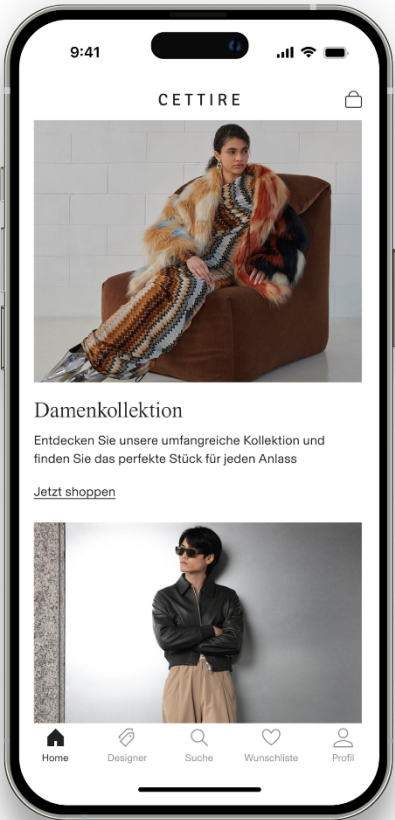 9:41
CETTIRE
Damenkollektion
Entdecken Sie unsere umfangreiche Kollektion und
finden Sie das perfekte Stück für jeden Anlass
Jetzt shoppen
Home Designer Suche Wunschliste Profil